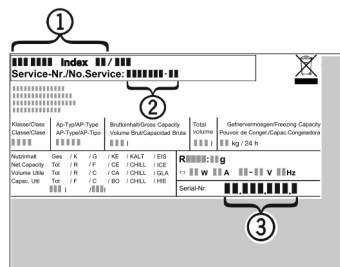 1
Index /
Service-Nr./No.Service: -
2
Klasse/Class Ap-Typ/AP-Type Bruttoinhalt/Gross Capacity Total Gefriervermoegen/Freezing Capacity
Classe/Clase AP-Type/AP-Tipo Volume Brut/Capacidad Bruta volume Pouvoir de Congel./Capac.Congeladora
l l kg / 24 h
Nutzinhalt Ges / K / G / KE / KALT / EIS
Net.Capacity Tot / R / F / CE / CHILL / ICE
Volume Utile Tot / R / C / CA / CHILL / GLA
Capac. Util Tot / F / C / BO / CHILL / HIE
l / l
R : g
W A - V Hz
Serial-Nr. , , ,
3